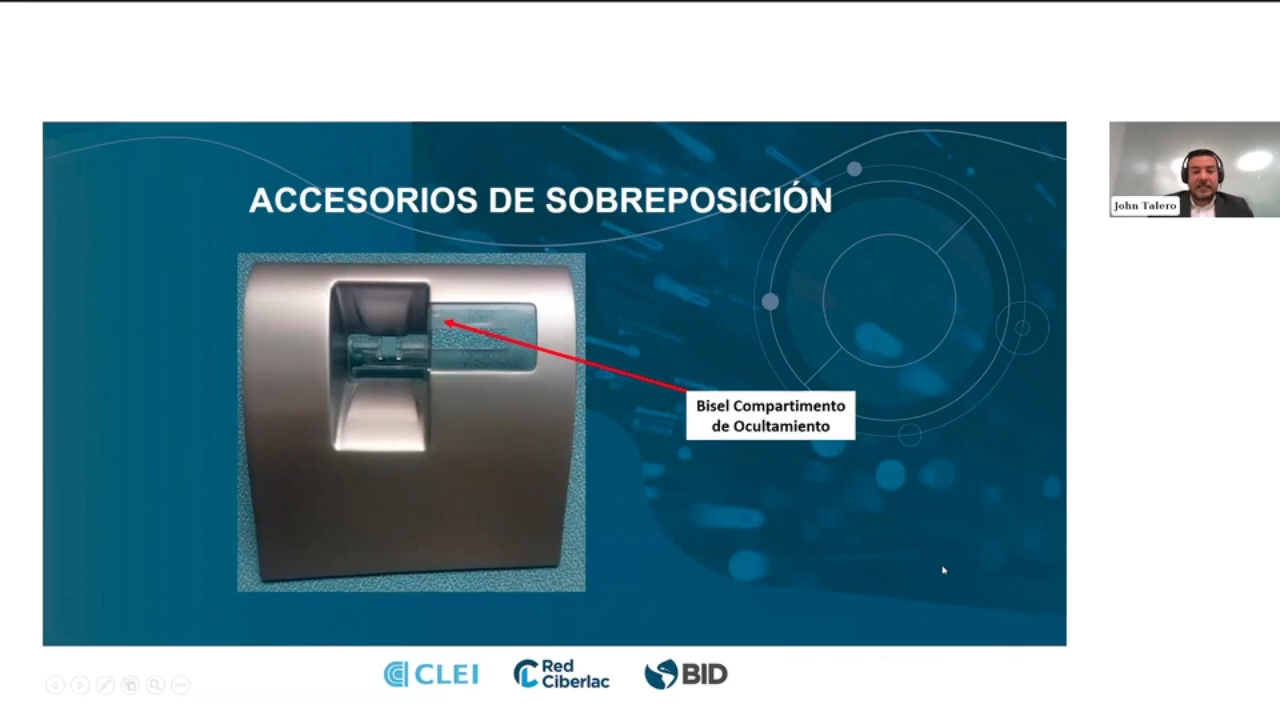 ACCESORIOS DE SOBREPOSICIÓN
Bisel Compartimento
de Ocultamiento
John Talero
CLEI
Red
Ciberlac
BID